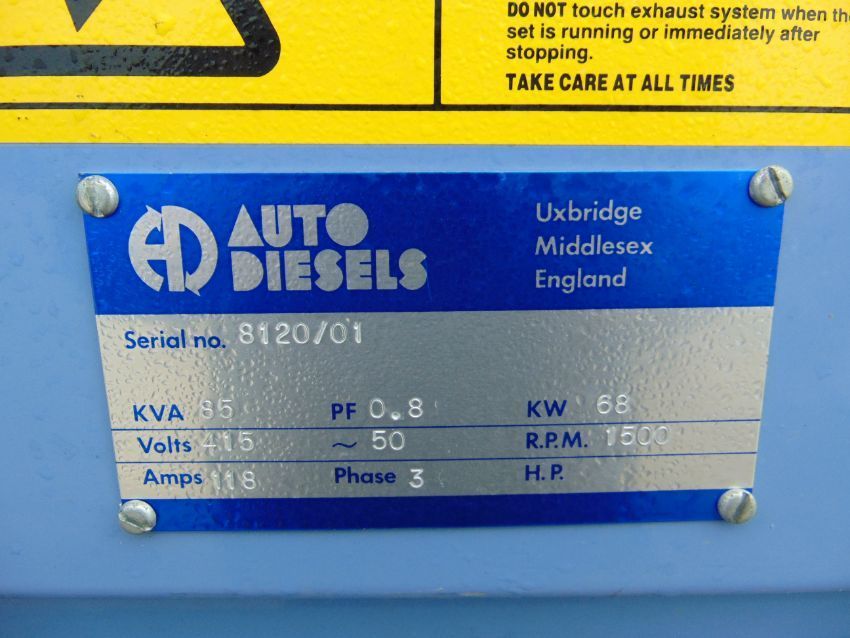 DO NOT touch exhaust system when the
set is running or immediately after
stopping.
TAKE CARE AT ALL TIMES
AD AUTO DIESELS
Uxbridge
Middlesex
England
Serial no. 8120/01
KVA 85 PF 0.8 KW 68
Volts 415 ~ 50 R.P.M. 1500
Amps 118 Phase 3 H.P.